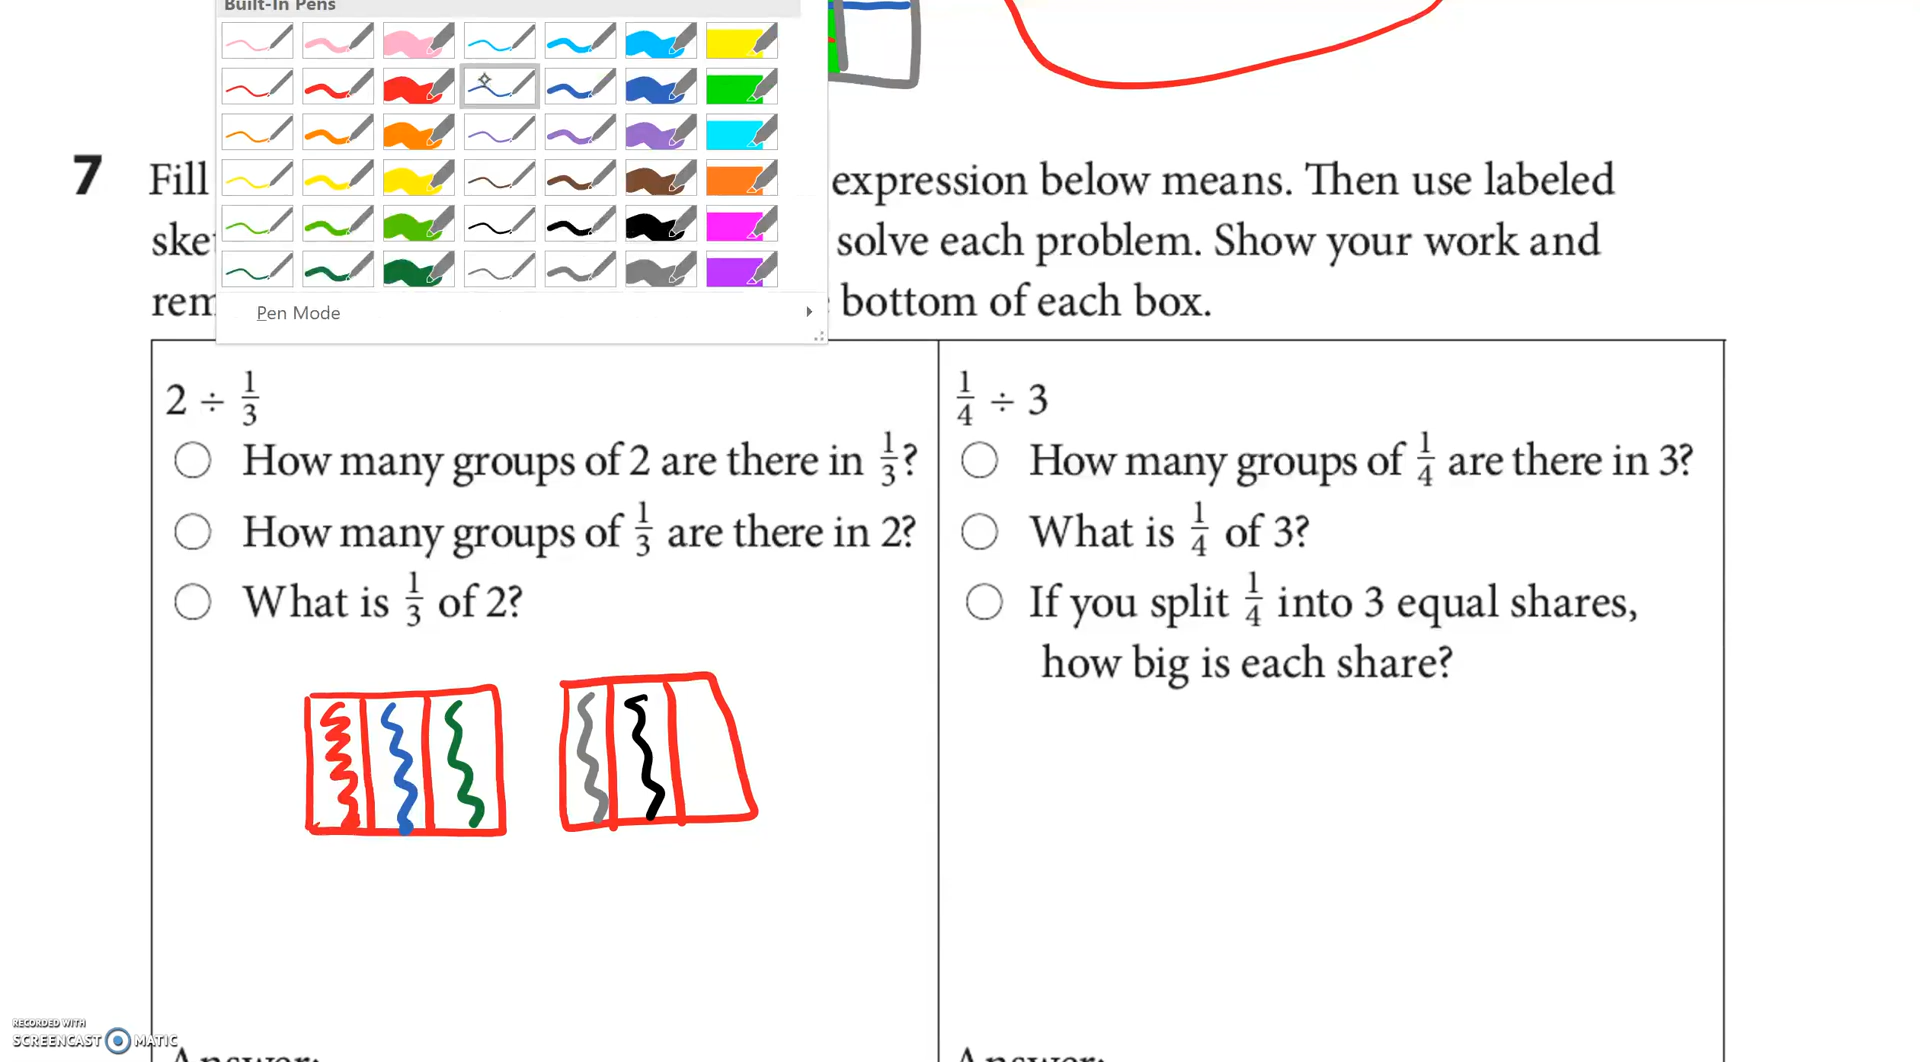 Built-In Pens
7 Fill expression below means. Then use labeled
solve each problem. Show your work and
bottom of each box.
Pen Mode
2 ÷ 1/3
How many groups of 2 are there in 1/3?
How many groups of 1/3 are there in 2?
What is 1/3 of 2?
1/4 ÷ 3
How many groups of 1/4 are there in 3?
What is 1/4 of 3?
If you split 1/4 into 3 equal shares,
how big is each share?
RECORDED WITH
SCREENCAST MATIC
Answer:
Answer: